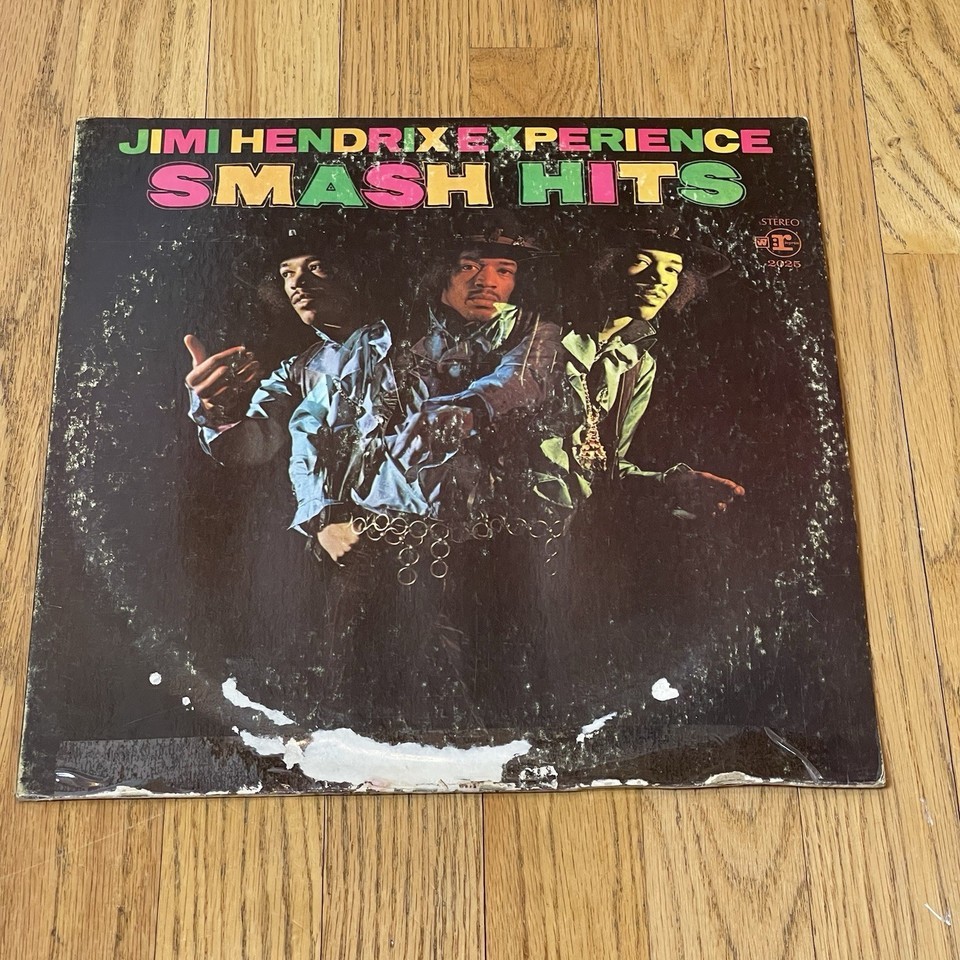 JIMI HENDRIX EXPERIENCE
SMASH HITS
STEREO
W r
2025